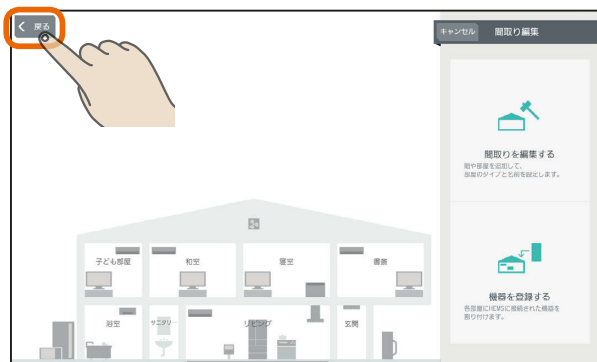 戻る
キャンセル
間取り編集
間取りを編集する
階や部屋を追加して、
部屋のタイプと名前を設定します。
機器を登録する
各部屋にHEMSに接続された機器を
割り付けます。
子ども部屋
和室
寝室
書斎
浴室
サニタリー
リビング
玄関